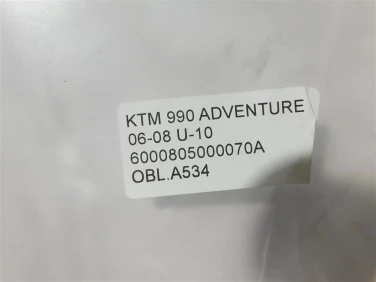 KTM 990 ADVENTURE
06-08 U-10
6000805000070A
OBL.A534